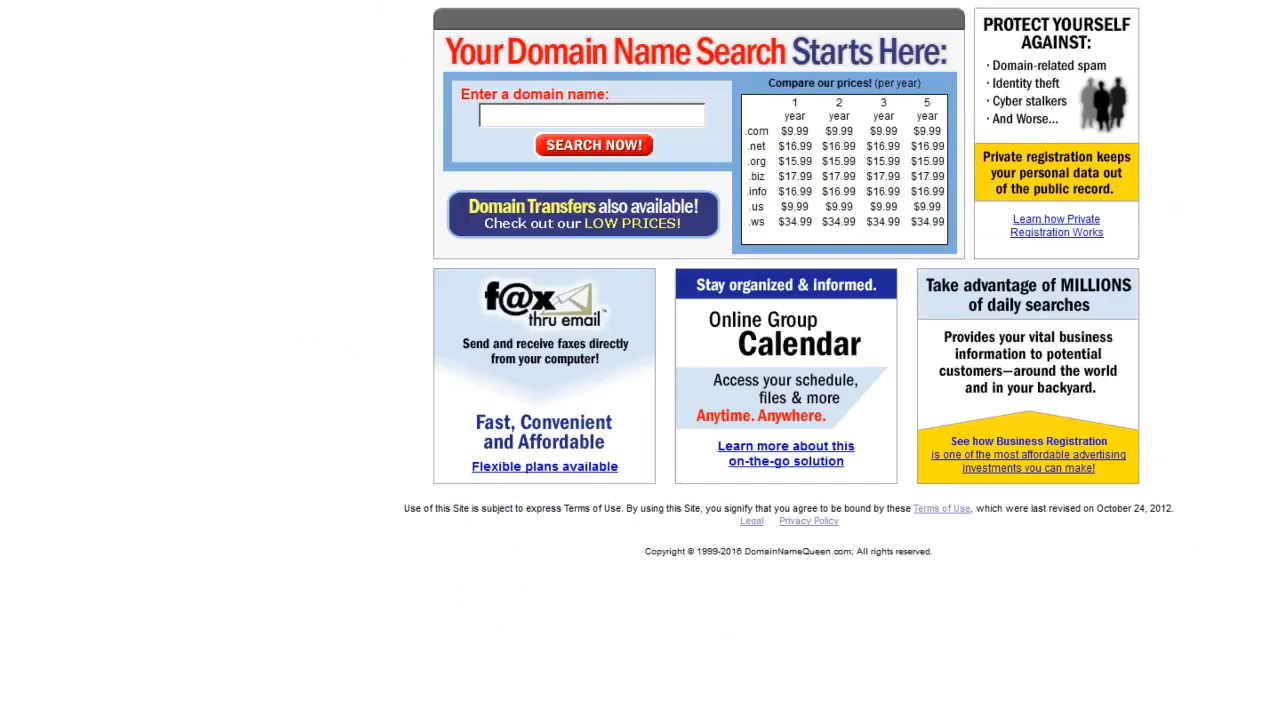 Your Domain Name Search Starts Here:
Enter a domain name:
SEARCH NOW!
Domain Transfers also available!
Check out our LOW PRICES!
Compare our prices! (per year)
1 2 3 5
year year year year
.com $9.99 $9.99 $9.99 $9.99
.net $16.99 $16.99 $16.99 $16.99
.org $15.99 $15.99 $15.99 $15.99
.biz $17.99 $17.99 $17.99 $17.99
.info $16.99 $16.99 $16.99 $16.99
.us $9.99 $9.99 $9.99 $9.99
.ws $34.99 $34.99 $34.99 $34.99
PROTECT YOURSELF
AGAINST:
· Domain-related spam
· Identity theft
· Cyber stalkers
· And Worse...
Private registration keeps
your personal data out
of the public record.
Learn how Private
Registration Works
f@x
thru email™
Send and receive faxes directly
from your computer!
Fast, Convenient
and Affordable
Flexible plans available
Stay organized & informed.
Online Group
Calendar
Access your schedule,
files & more
Anytime. Anywhere.
Learn more about this
on-the-go solution
Take advantage of MILLIONS
of daily searches
Provides your vital business
information to potential
customers—around the world
and in your backyard.
See how Business Registration
is one of the most affordable advertising
investments you can make!
Use of this Site is subject to express Terms of Use. By using this Site, you signify that you agree to be bound by these Terms of Use, which were last revised on October 24, 2012.
Legal Privacy Policy
Copyright © 1999-2016 DomainNameQueen.com; All rights reserved.